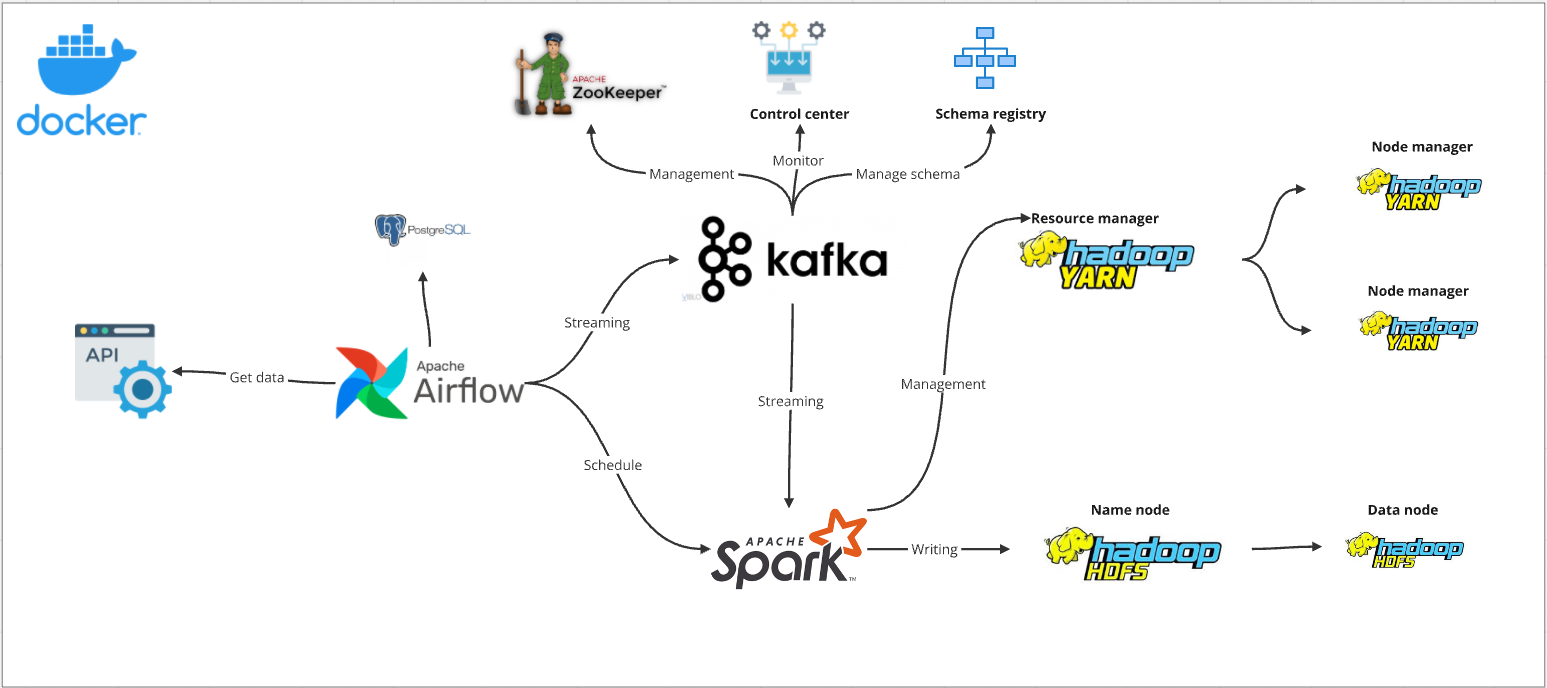 docker
APACHE
ZooKeeper™
Control center
Schema registry
Management
Monitor
Manage schema
Node manager
hadoop
YARN
PostgreSQL
kafka
Resource manager
hadoop
YARN
Node manager
hadoop
YARN
Streaming
API
Get data
Apache
Airflow
Streaming
Management
Schedule
APACHE
Spark™
Writing
Name node
hadoop
HDFS
Data node
hadoop
HDFS